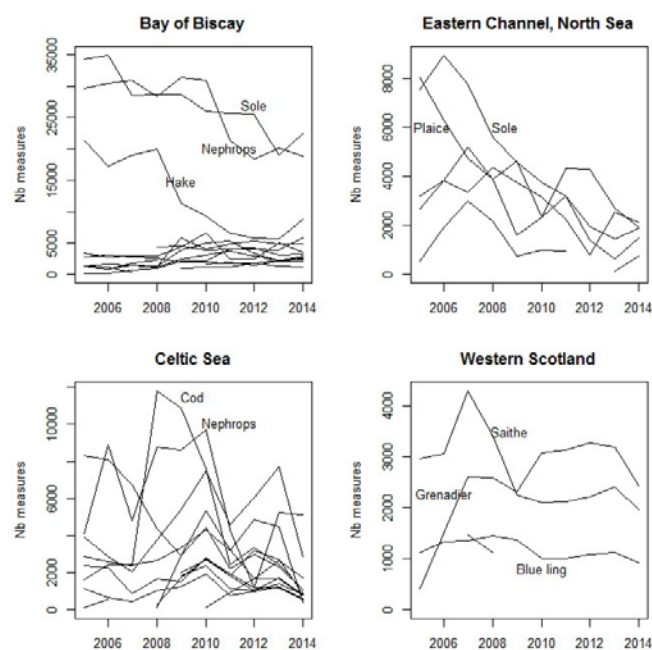 Bay of Biscay
Nb measures
0 5000 15000 25000 35000
Sole
Nephrops
Hake
2006 2008 2010 2012 2014
Eastern Channel, North Sea
Nb measures
0 2000 4000 6000 8000
Plaice
Sole
2006 2008 2010 2012 2014
Celtic Sea
Nb measures
0 2000 6000 10000
Cod
Nephrops
2006 2008 2010 2012 2014
Western Scotland
Nb measures
0 1000 2000 3000 4000
Saithe
Grenadier
Blue ling
2006 2008 2010 2012 2014